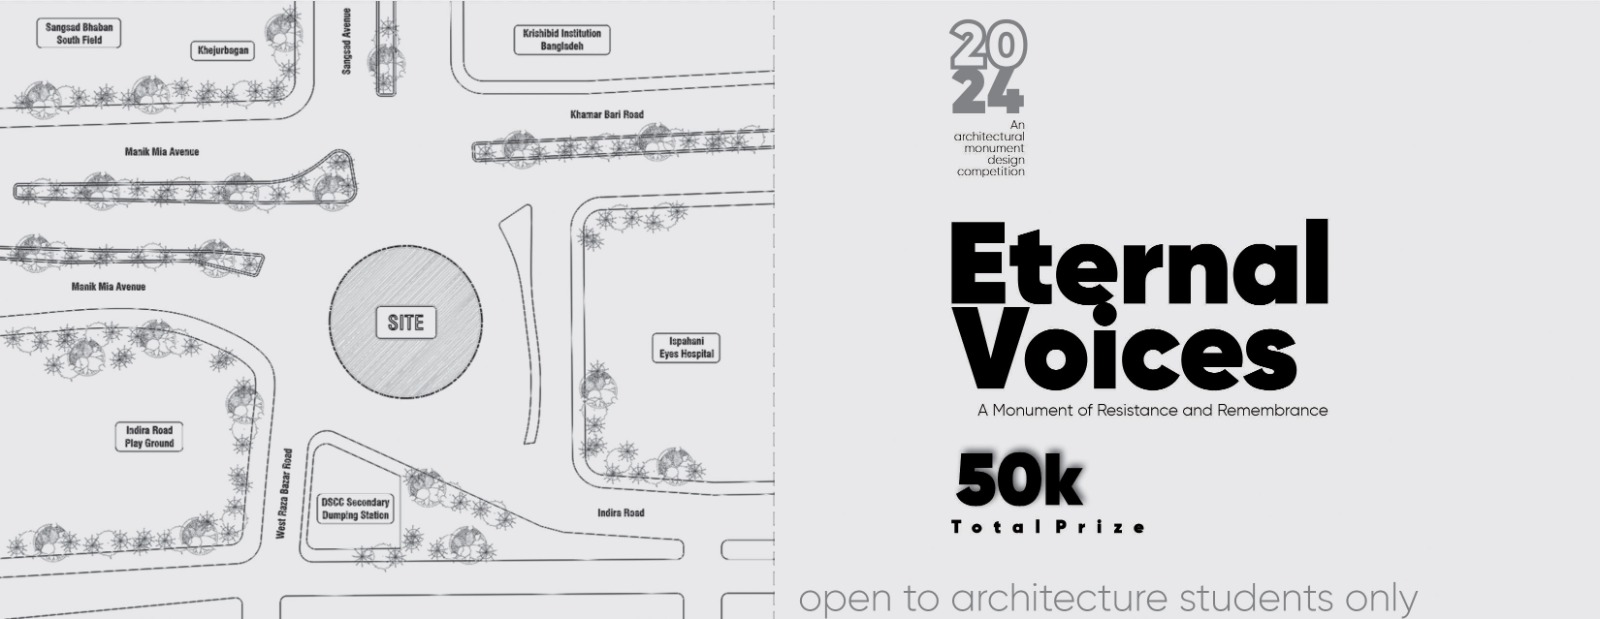 Sangsad Bhaban
South Field
Khejurbagan
Sangsad Avenue
Krishibid Institution
Bangladeh
Khamar Bari Road
Manik Mia Avenue
Manik Mia Avenue
SITE
Ispahani
Eyes Hospital
Indira Road
Play Ground
West Raza Bazar Road
DSCC Secondary
Dumping Station
Indira Road
2024
An
architectural
monument
design
competition
Eternal
Voices
A Monument of Resistance and Remembrance
50k
Total Prize
open to architecture students only